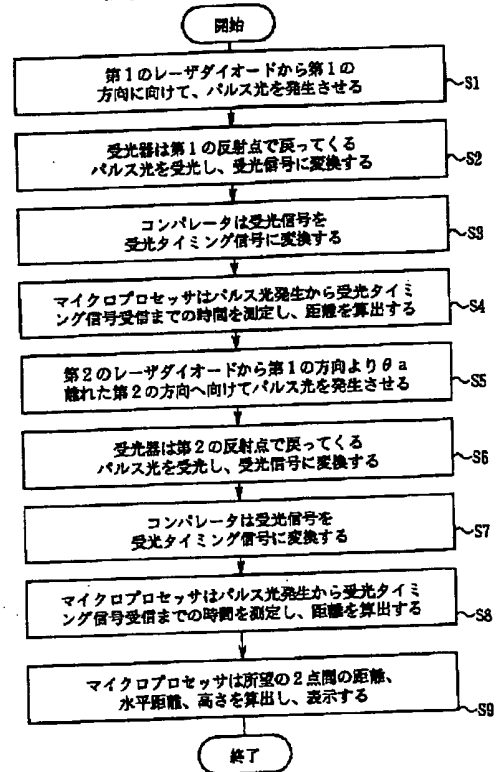 開始
第1のレーザダイオードから第1の
方向に向けて、パルス光を発生させる
S1
受光器は第1の反射点で戻ってくる
パルス光を受光し、受光信号に変換する
S2
コンパレータは受光信号を
受光タイミング信号に変換する
S3
マイクロプロセッサはパルス光発生から受光タイミ
ング信号受信までの時間を測定し、距離を算出する
S4
第2のレーザダイオードから第1の方向よりθa
離れた第2の方向へ向けてパルス光を発生させる
S5
受光器は第2の反射点で戻ってくる
パルス光を受光し、受光信号に変換する
S6
コンパレータは受光信号を
受光タイミング信号に変換する
S7
マイクロプロセッサはパルス光発生から受光タイミ
ング信号受信までの時間を測定し、距離を算出する
S8
マイクロプロセッサは所望の2点間の距離、
水平距離、高さを算出し、表示する
S9
終了